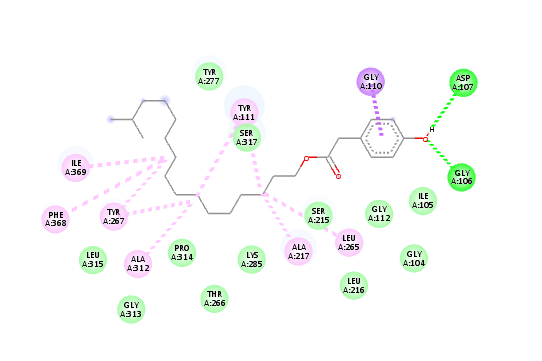 TYR
A:277
GLY
A:110
ASP
A:107
TYR
A:111
SER
A:317
H
O
O
O
O
ILE
A:369
GLY
A:106
ILE
A:105
PHE
A:368
TYR
A:267
SER
A:215
GLY
A:112
LEU
A:265
ALA
A:217
LEU
A:315
ALA
A:312
PRO
A:314
LYS
A:285
GLY
A:104
LEU
A:216
THR
A:266
GLY
A:313